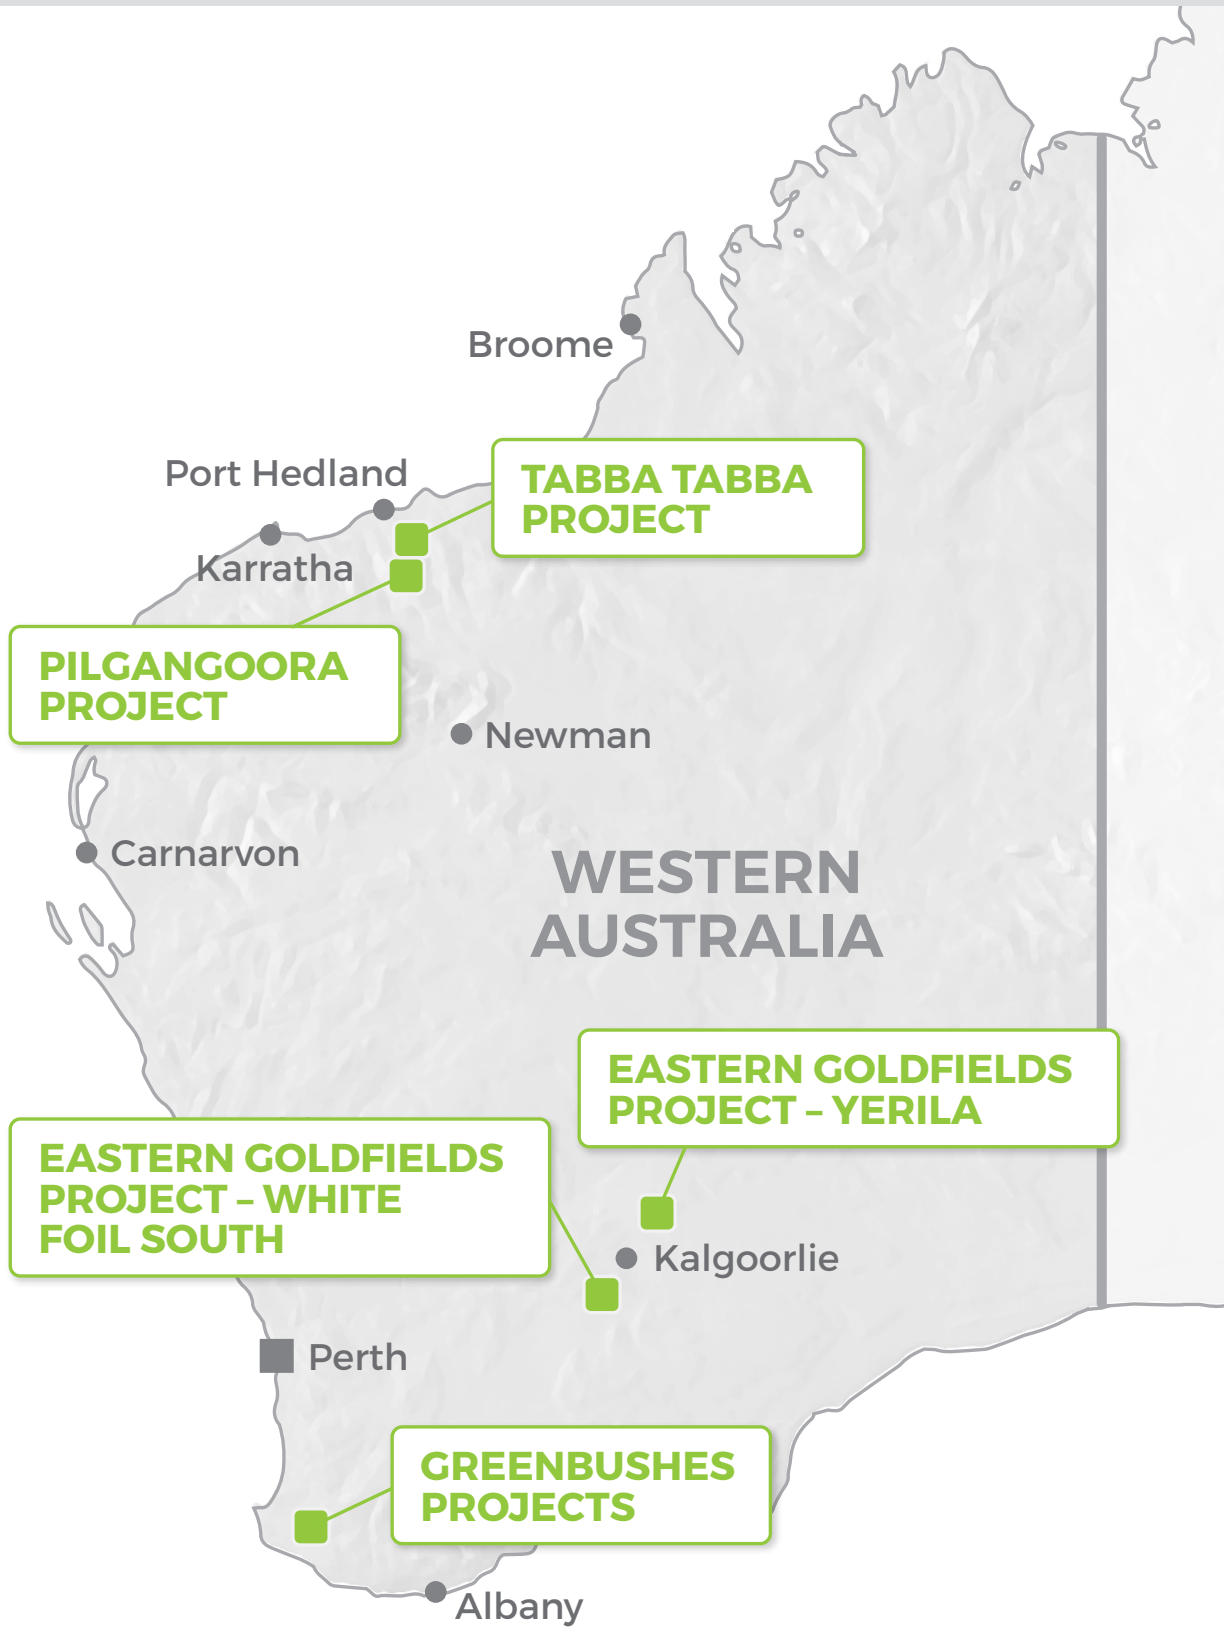 Broome
Port Hedland
TABBA TABBA
PROJECT
Karratha
PILGANGOORA
PROJECT
Newman
Carnarvon
WESTERN
AUSTRALIA
EASTERN GOLDFIELDS
PROJECT – YERILA
EASTERN GOLDFIELDS
PROJECT – WHITE
FOIL SOUTH
Kalgoorlie
Perth
GREENBUSHES
PROJECTS
Albany